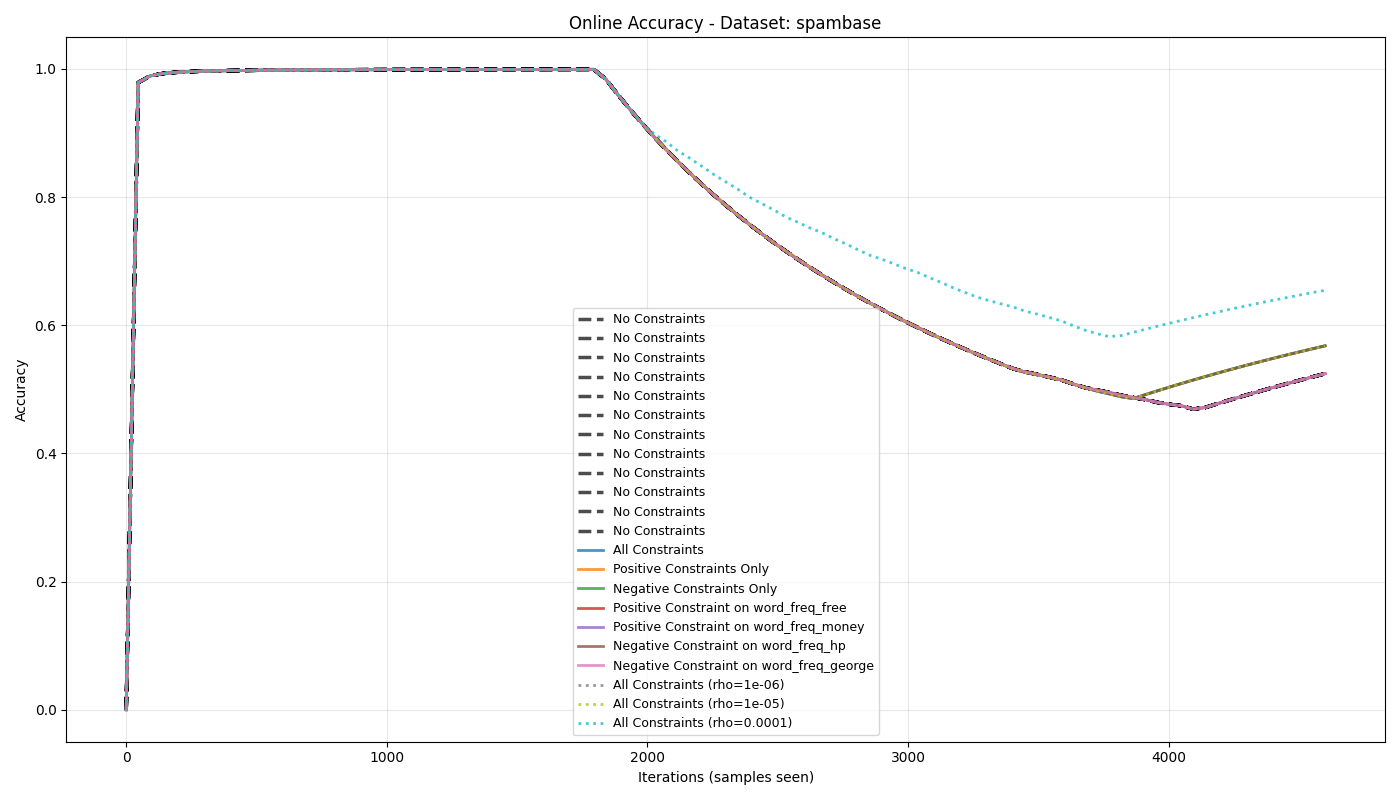 Online Accuracy - Dataset: spambase
1.0
0.8
0.6
0.4
0.2
0.0
Accuracy
No Constraints
No Constraints
No Constraints
No Constraints
No Constraints
No Constraints
No Constraints
No Constraints
No Constraints
No Constraints
No Constraints
No Constraints
All Constraints
Positive Constraints Only
Negative Constraints Only
Positive Constraint on word_freq_free
Positive Constraint on word_freq_money
Negative Constraint on word_freq_hp
Negative Constraint on word_freq_george
All Constraints (rho=1e-06)
All Constraints (rho=1e-05)
All Constraints (rho=0.0001)
0 1000 2000 3000 4000
Iterations (samples seen)